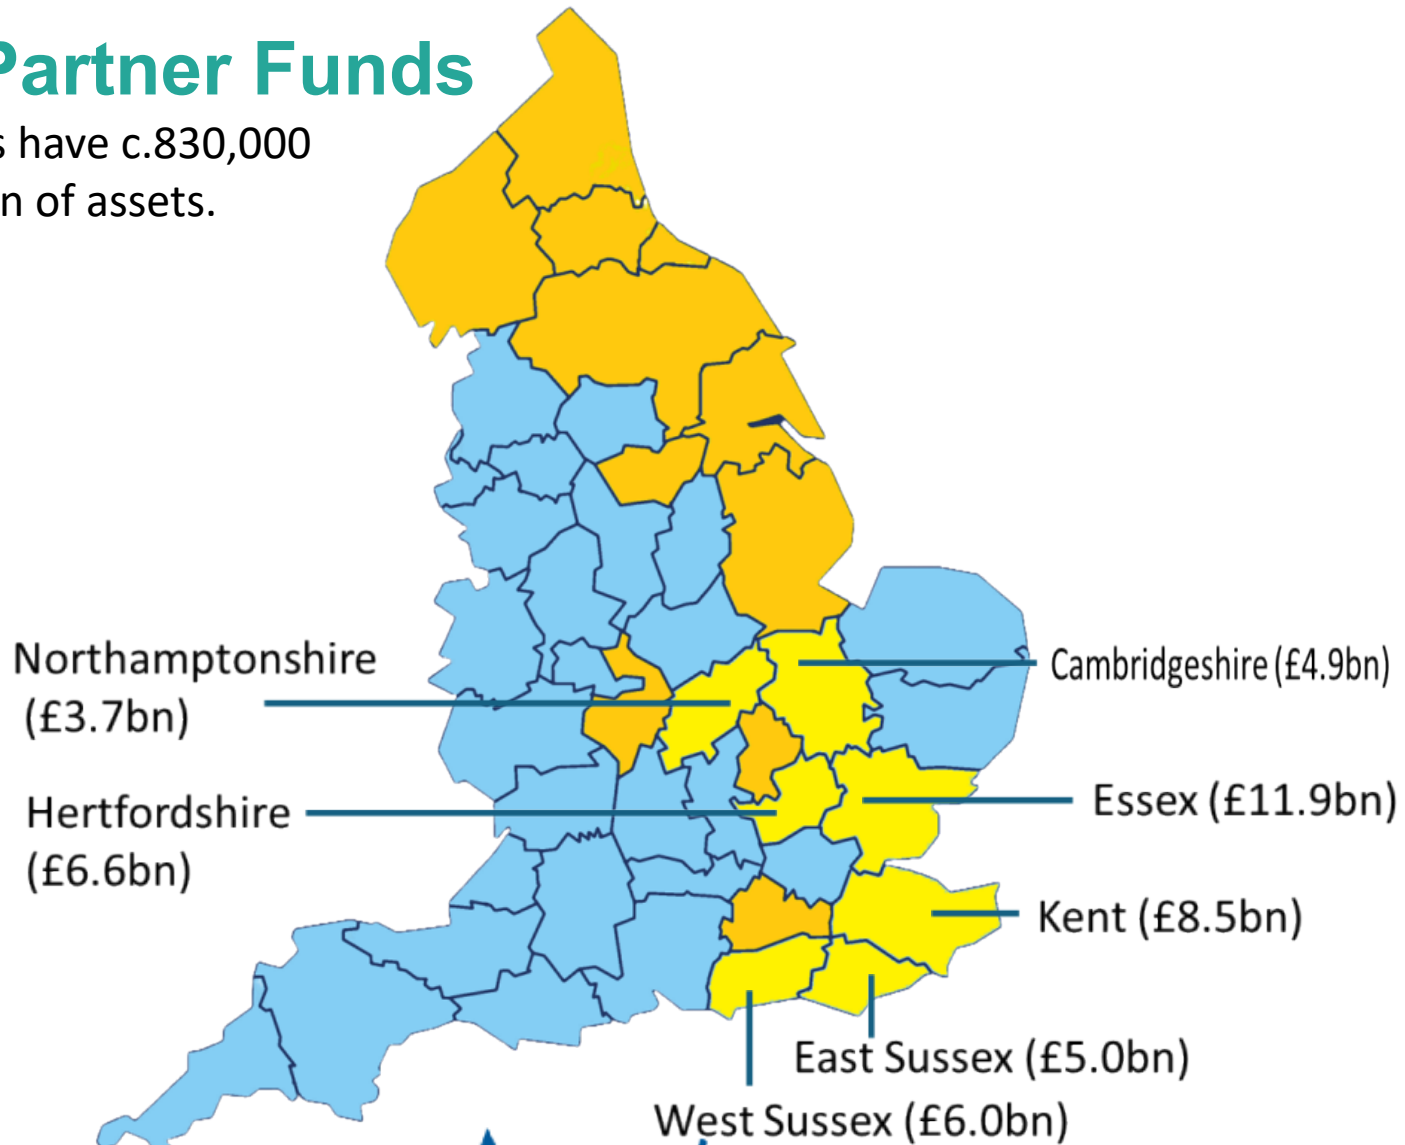 Partner Funds
s have c.830,000
n of assets.
Northamptonshire
(£3.7bn)
Cambridgeshire (£4.9bn)
Hertfordshire
(£6.6bn)
Essex (£11.9bn)
Kent (£8.5bn)
East Sussex (£5.0bn)
West Sussex (£6.0bn)